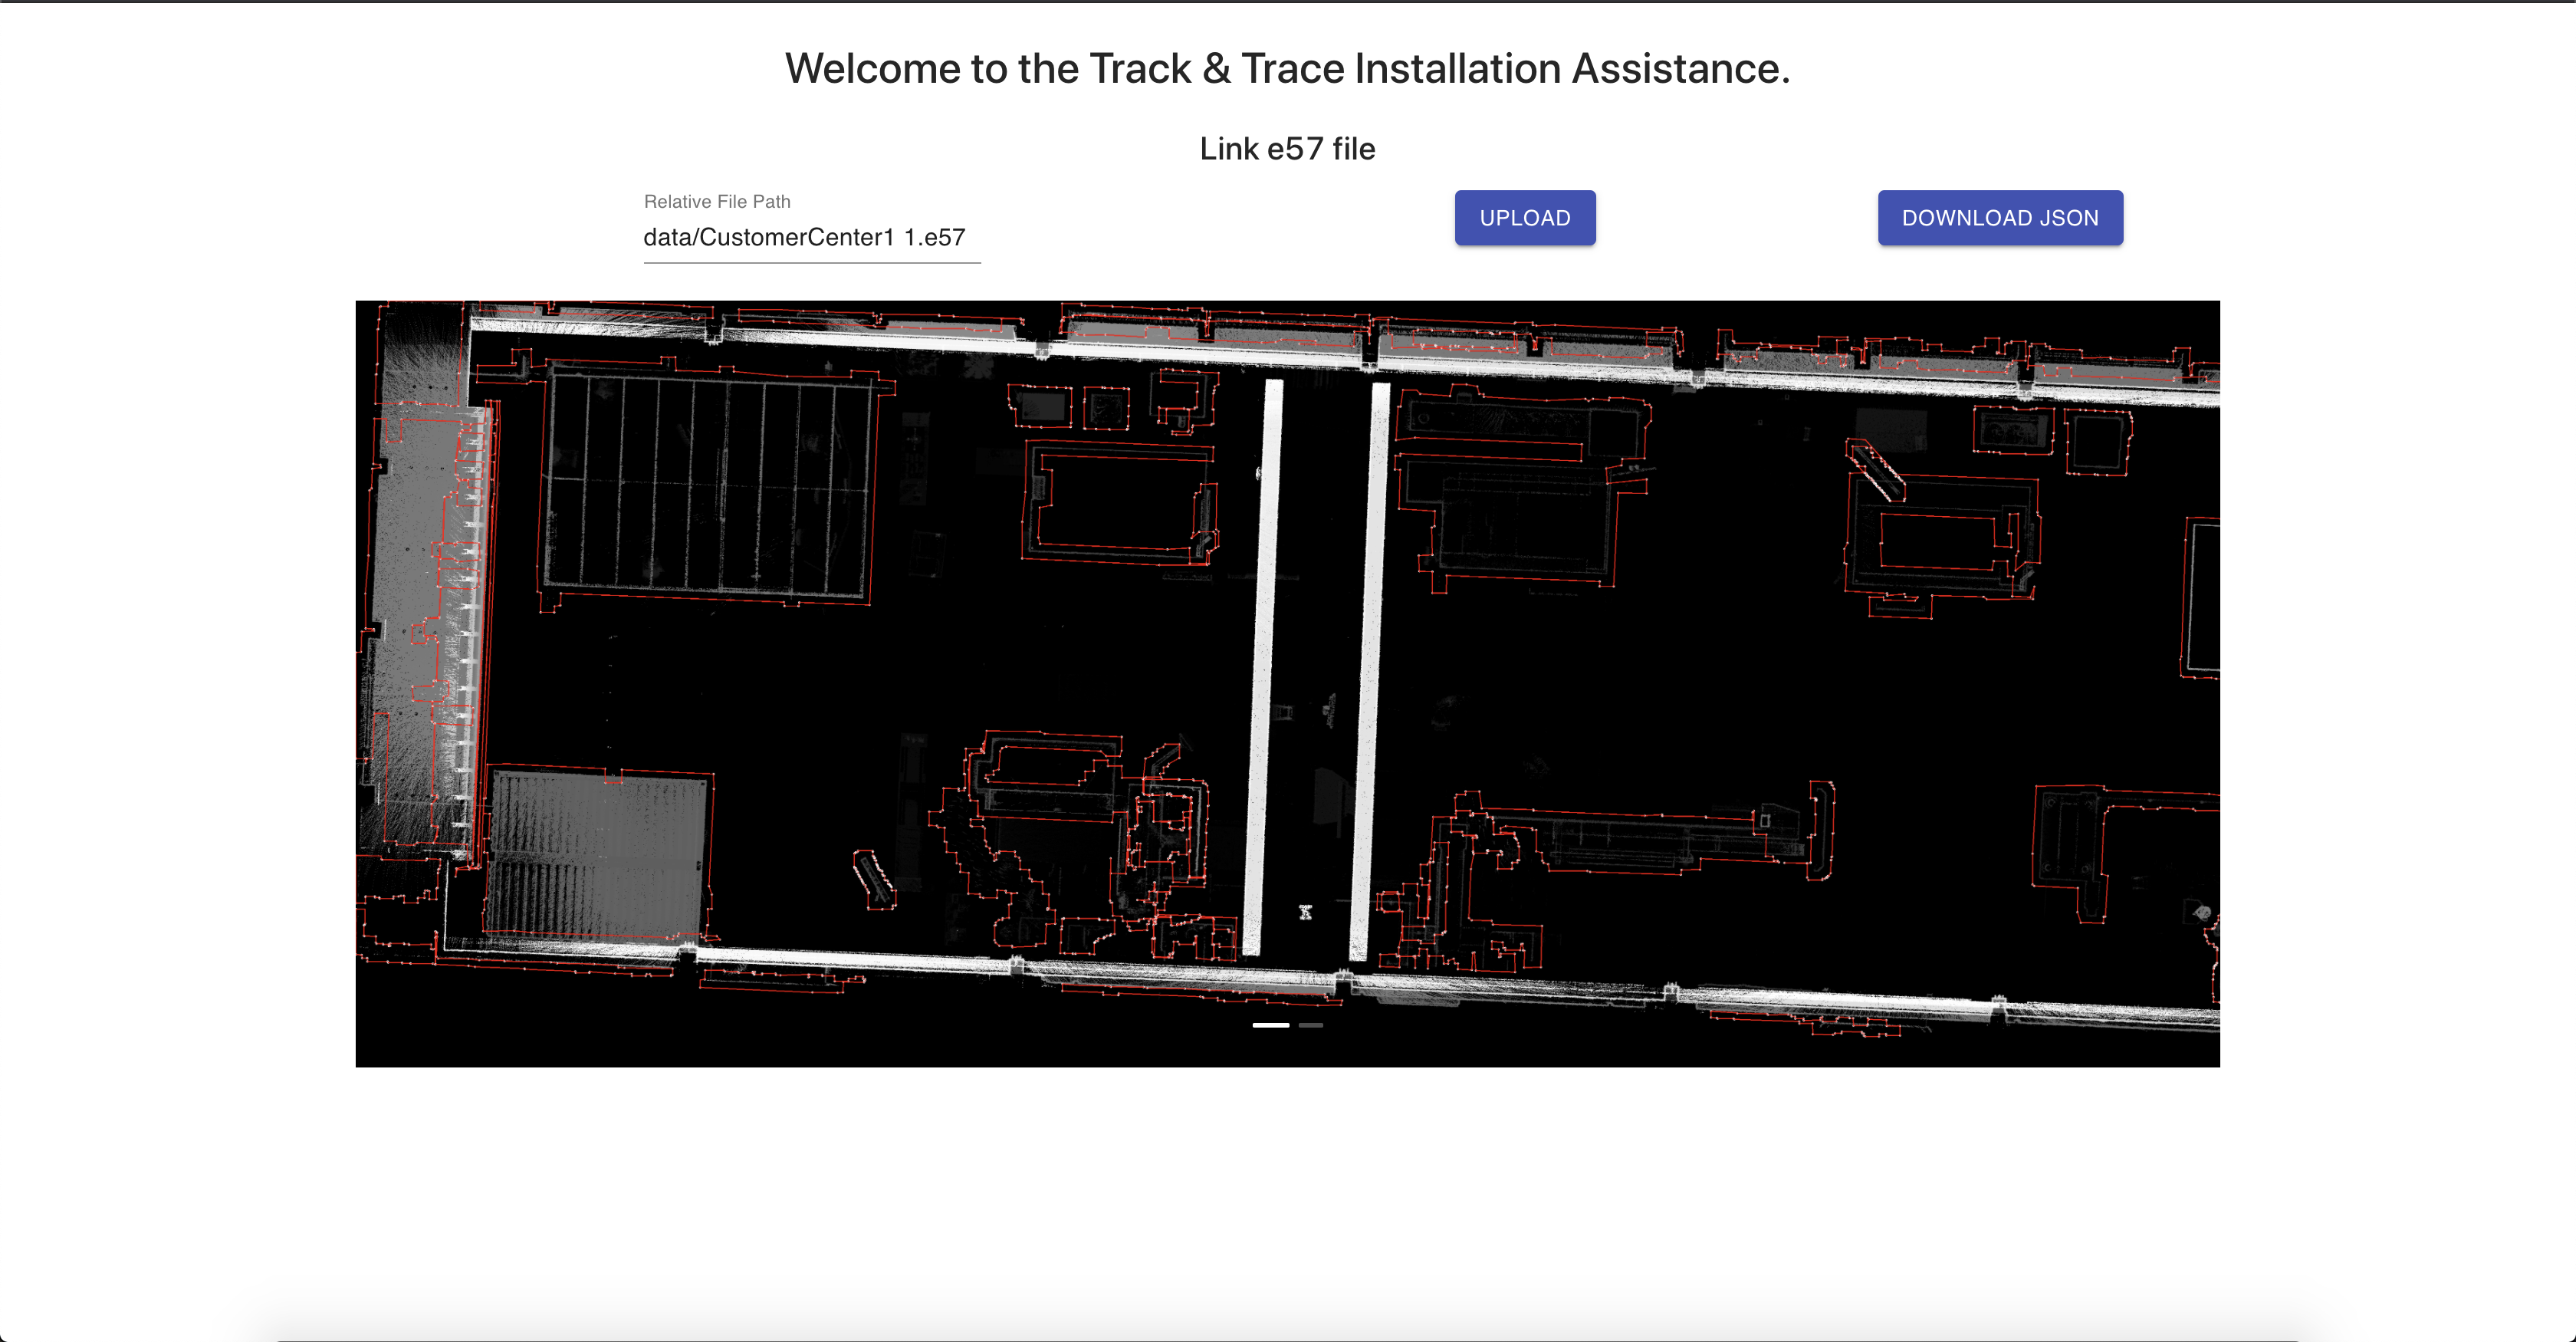 Welcome to the Track & Trace Installation Assistance.
Link e57 file
Relative File Path
data/CustomerCenter1 1.e57
UPLOAD
DOWNLOAD JSON